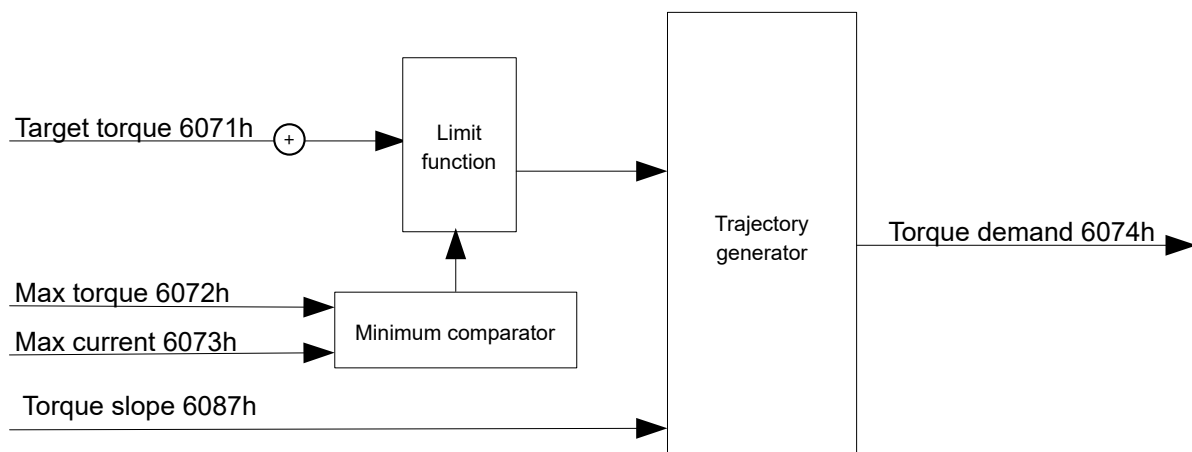 Target torque 6071h
+
Limit
function
Trajectory
generator
Torque demand 6074h
Max torque 6072h
Minimum comparator
Max current 6073h
Torque slope 6087h